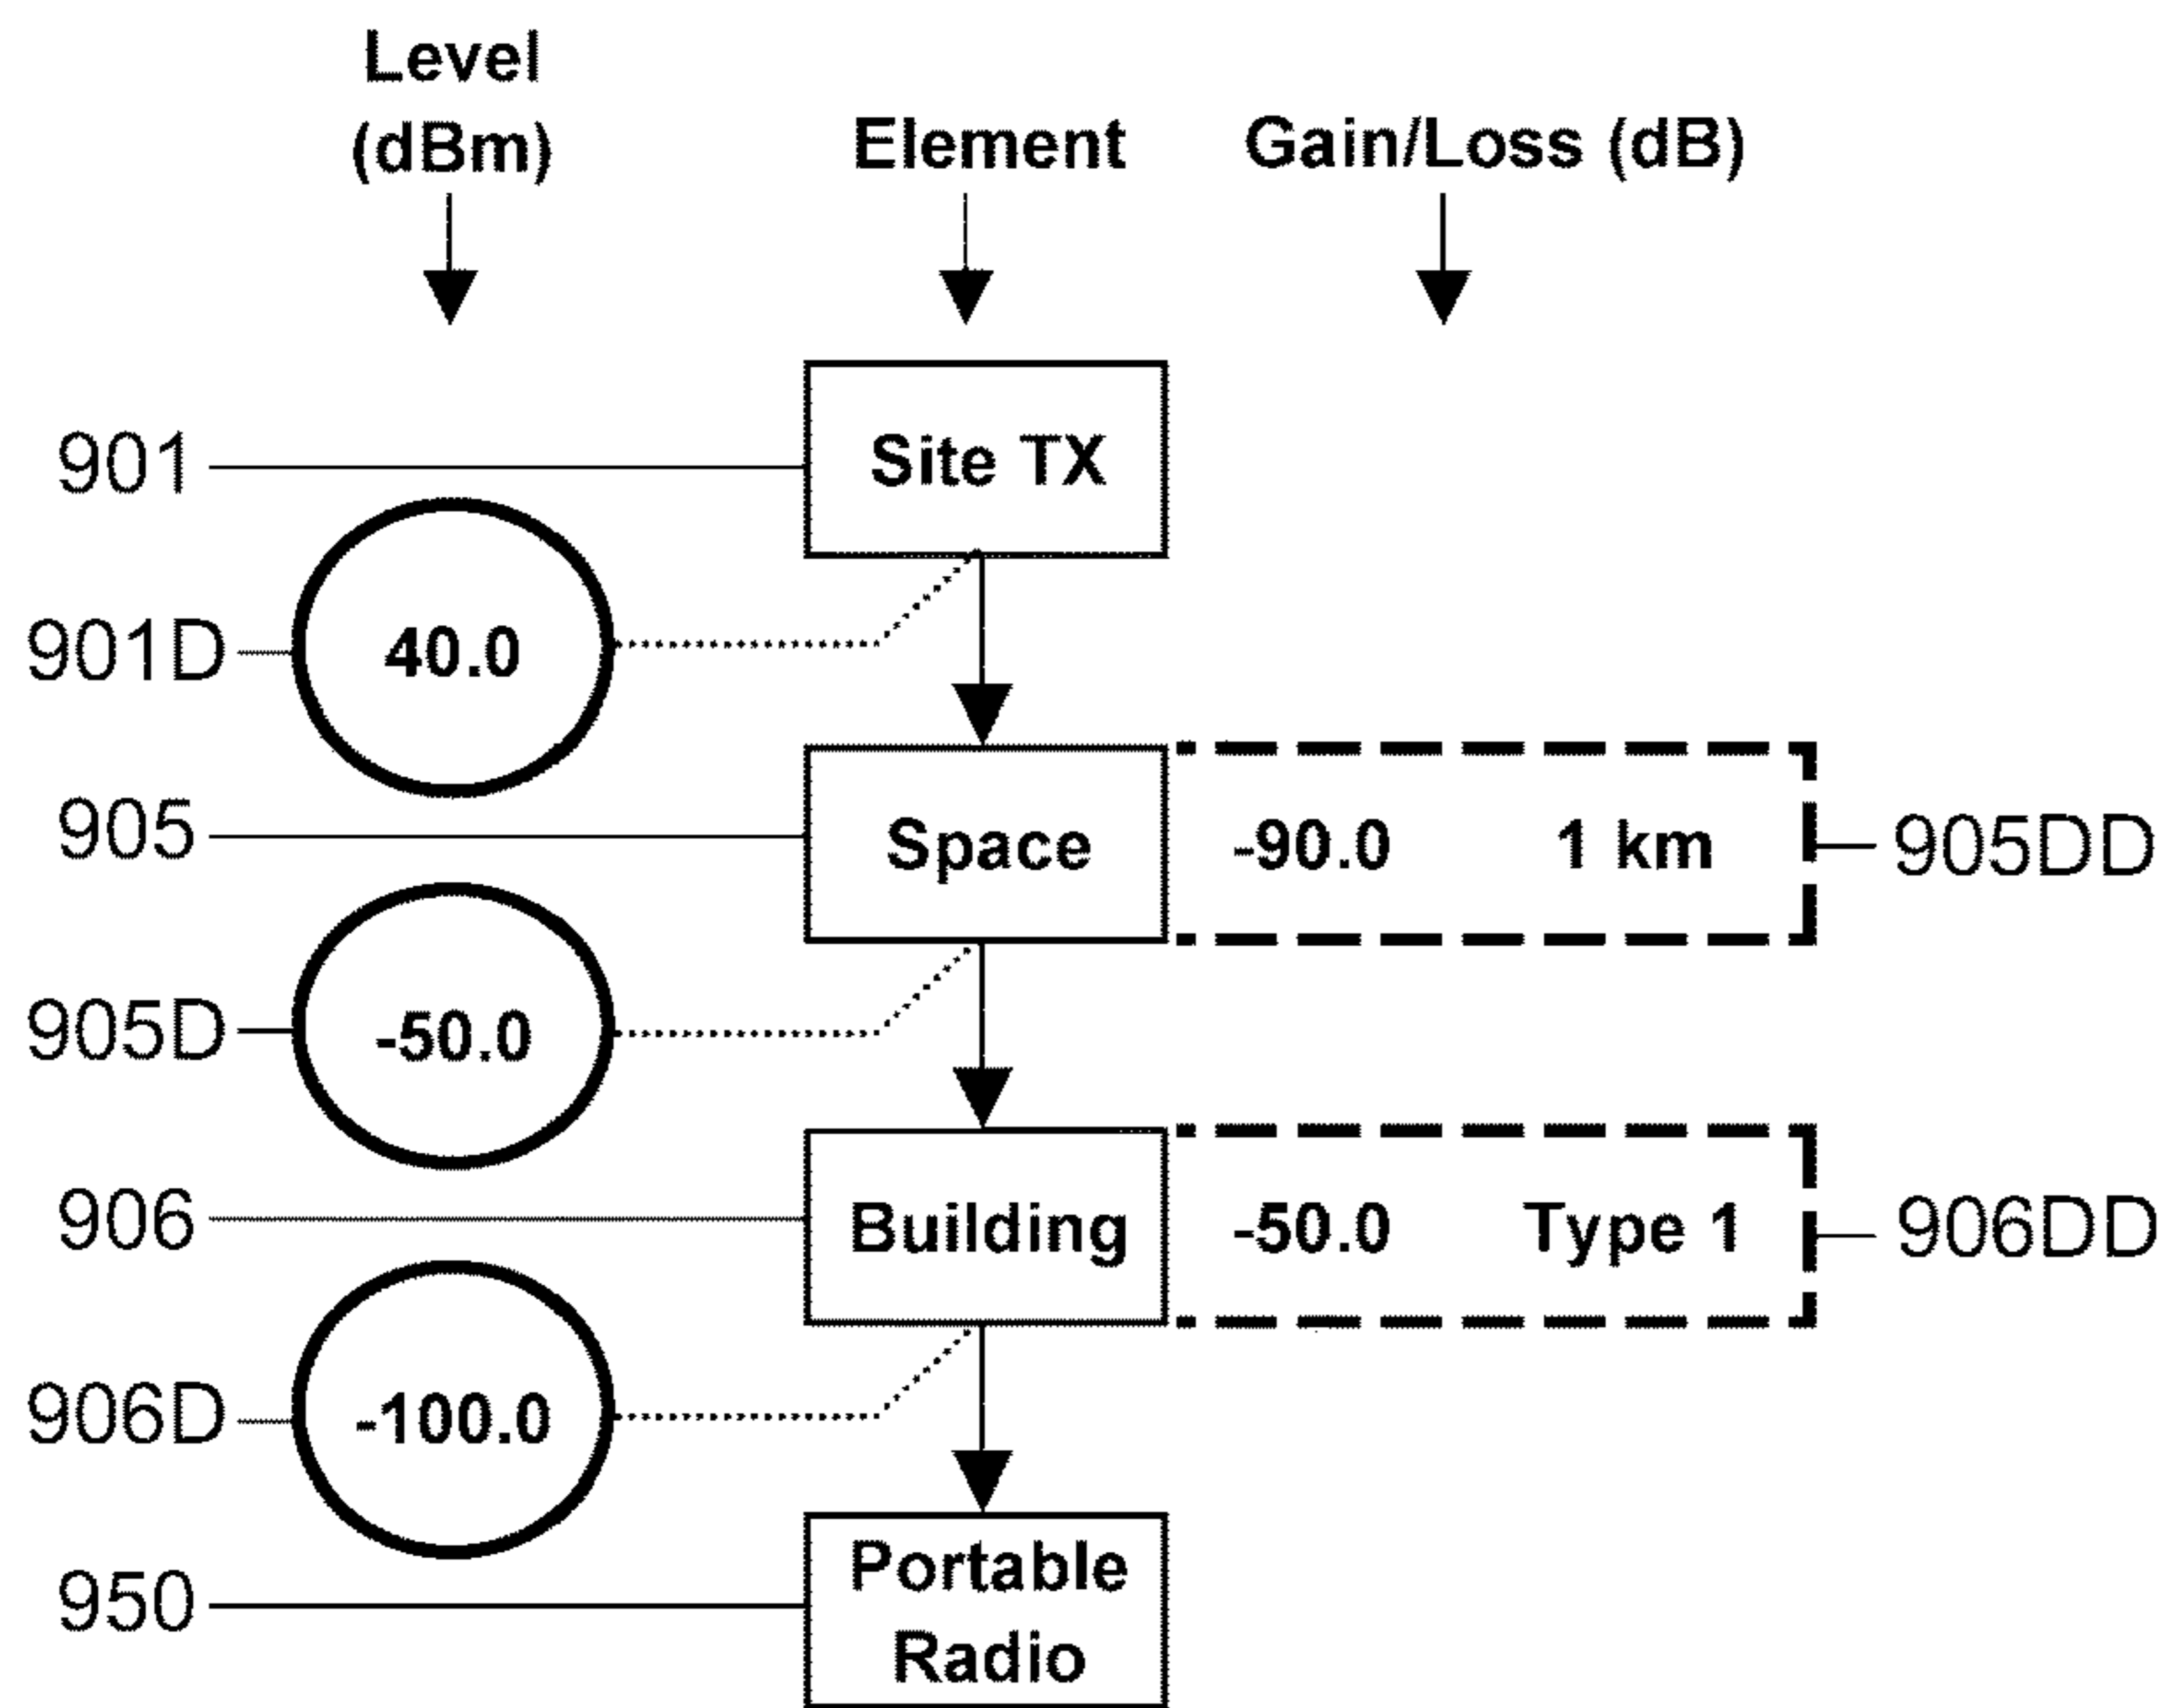 Level
(dBm)
Element
Gain/Loss (dB)
901
Site TX
901D
40.0
905
Space
-90.0 1 km
905DD
905D
-50.0
906
Building
-50.0 Type 1
906DD
906D
-100.0
950
Portable
Radio